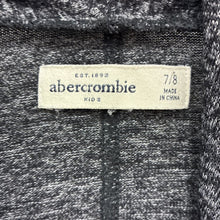 EST. 1892
abercrombie
KIDS
7/8
MADE
IN CHINA